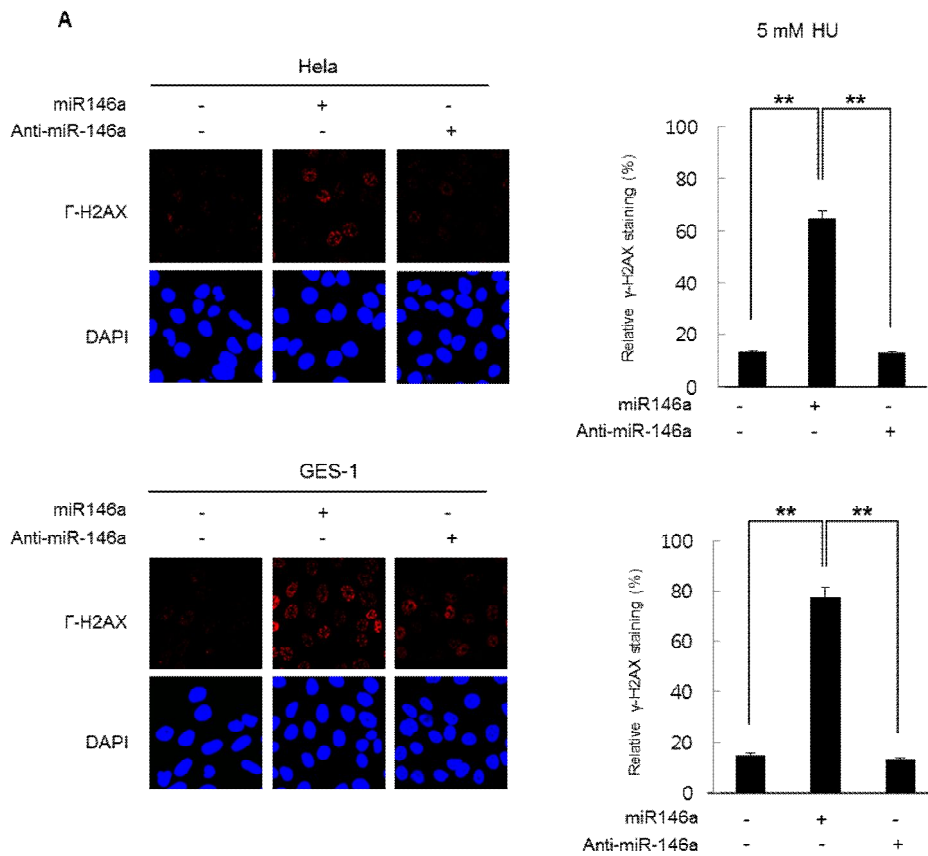 A
Hela
miR146a - + -
Anti-miR-146a - - +
Γ-H2AX
DAPI
5 mM HU
**
**
Relative γ-H2AX staining (%)
100
80
60
40
20
0
miR146a - + -
Anti-miR-146a - - +
GES-1
miR146a - + -
Anti-miR-146a - - +
Γ-H2AX
DAPI
**
**
Relative γ-H2AX staining (%)
100
80
60
40
20
0
miR146a - + -
Anti-miR-146a - - +